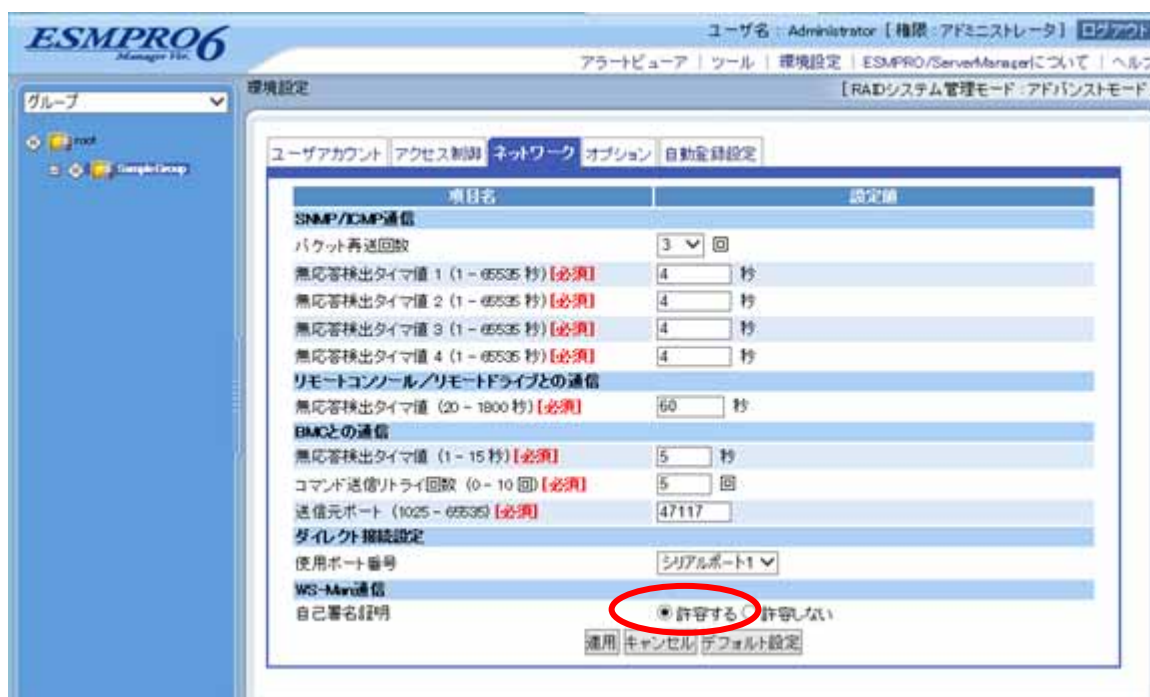 ESMPRO6
Manager Ver.
ユーザ名 : Administrator [ 権限 : アドミニストレータ ] ログアウト
アラートビューア | ツール | 環境設定 | ESMPRO/ServerManagerについて | ヘルプ
グループ
環境設定
[ RAIDシステム管理モード : アドバンストモード
root
SampleGroup
ユーザアカウント アクセス制御 ネットワーク オプション 自動登録設定
項目名 設定値
SNMP/ICMP通信
パケット再送回数 3 回
無応答検出タイマ値 1 (1 - 65535 秒) [必須] 4 秒
無応答検出タイマ値 2 (1 - 65535 秒) [必須] 4 秒
無応答検出タイマ値 3 (1 - 65535 秒) [必須] 4 秒
無応答検出タイマ値 4 (1 - 65535 秒) [必須] 4 秒
リモートコンソール/リモートドライブとの通信
無応答検出タイマ値 (20 - 1800 秒) [必須] 60 秒
BMCとの通信
無応答検出タイマ値 (1 - 15 秒) [必須] 5 秒
コマンド送信リトライ回数 (0 - 10 回) [必須] 5 回
送信元ポート (1025 - 65535) [必須] 47117
ダイレクト接続設定
使用ポート番号 シリアルポート1
WS-Man通信
自己署名証明 許容する 許容しない
適用 キャンセル デフォルト設定